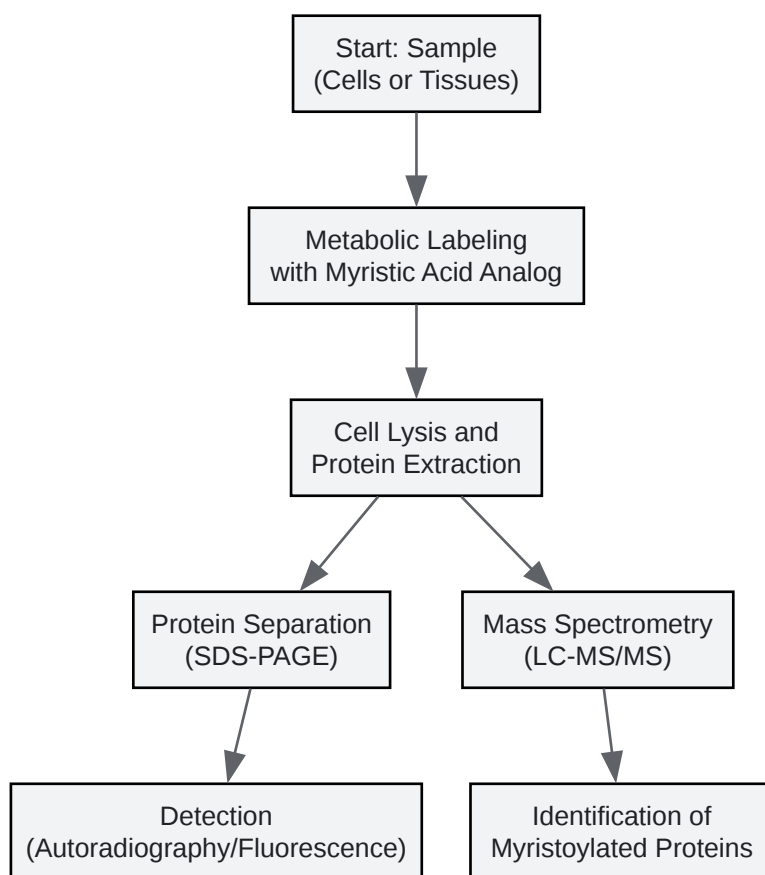 Start: Sample
(Cells or Tissues)
Metabolic Labeling
with Myristic Acid Analog
Cell Lysis and
Protein Extraction
Protein Separation
(SDS-PAGE)
Mass Spectrometry
(LC-MS/MS)
Detection
(Autoradiography/Fluorescence)
Identification of
Myristoylated Proteins